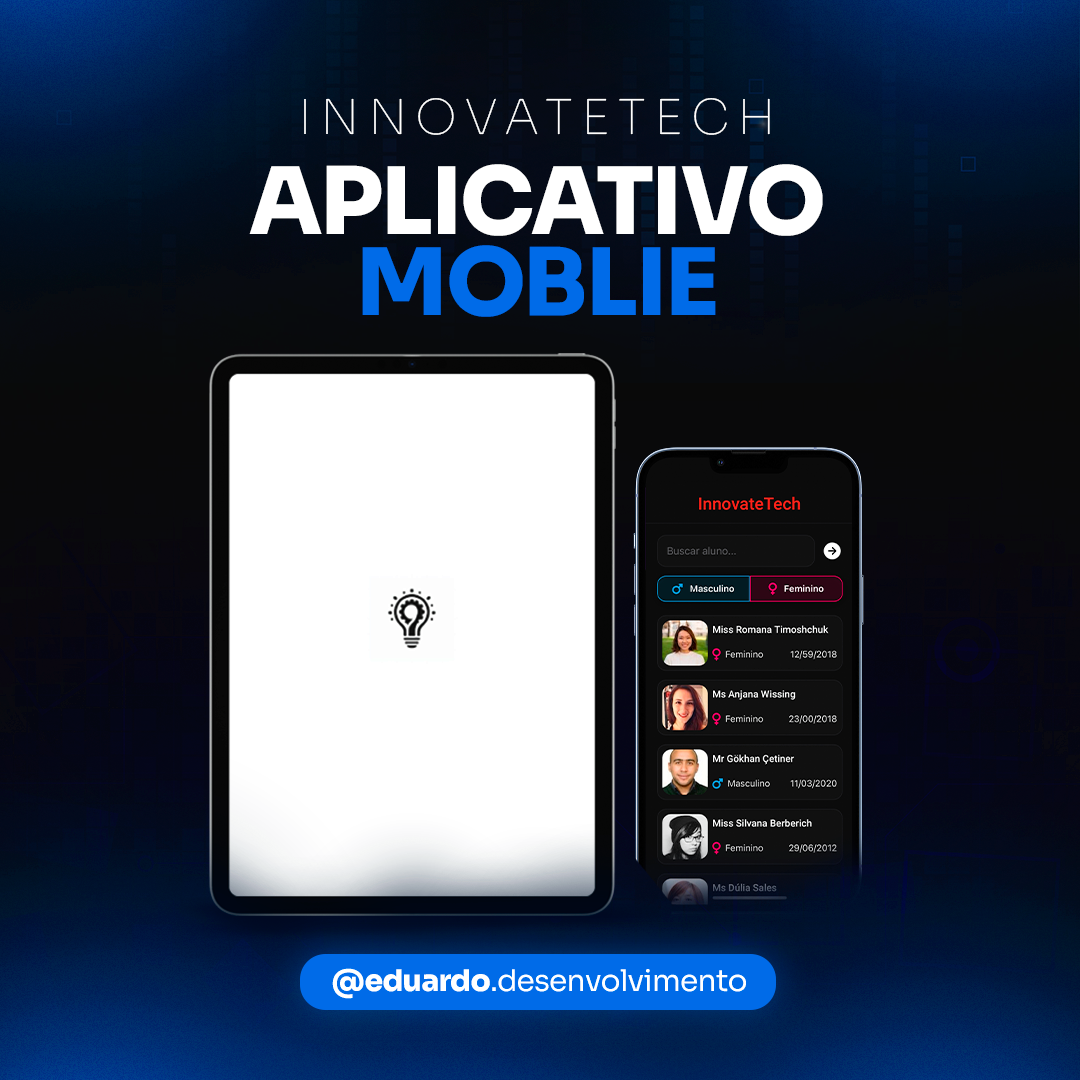 INNOVATETECH
APLICATIVO
MOBLIE
InnovateTech
Buscar aluno...
Masculino Feminino
Miss Romana Timoshchuk
Feminino 12/59/2018
Ms Anjana Wissing
Feminino 23/00/2018
Mr Gökhan Çetiner
Masculino 11/03/2020
Miss Silvana Berberich
Feminino 29/06/2012
Ms Dúlia Sales
@eduardo.desenvolvimento